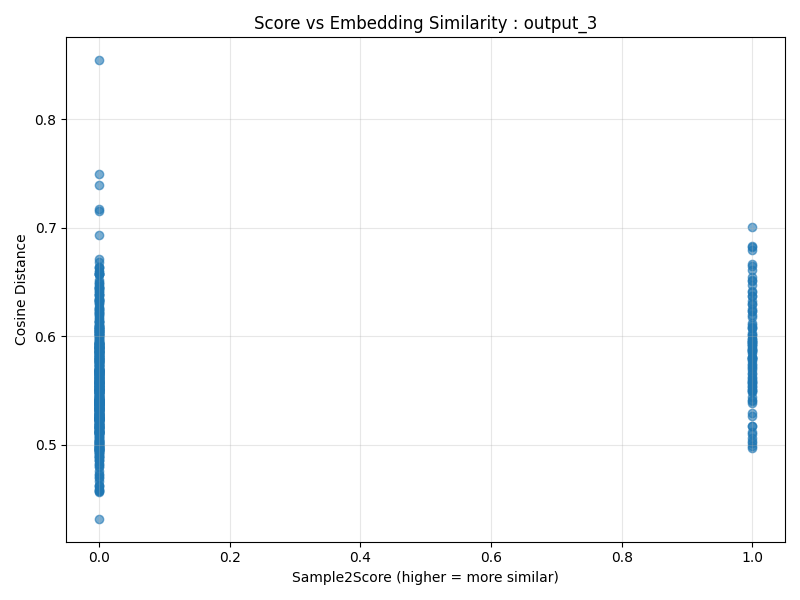 Score vs Embedding Similarity : output_3
Cosine Distance
0.8
0.7
0.6
0.5
0.0 0.2 0.4 0.6 0.8 1.0
Sample2Score (higher = more similar)